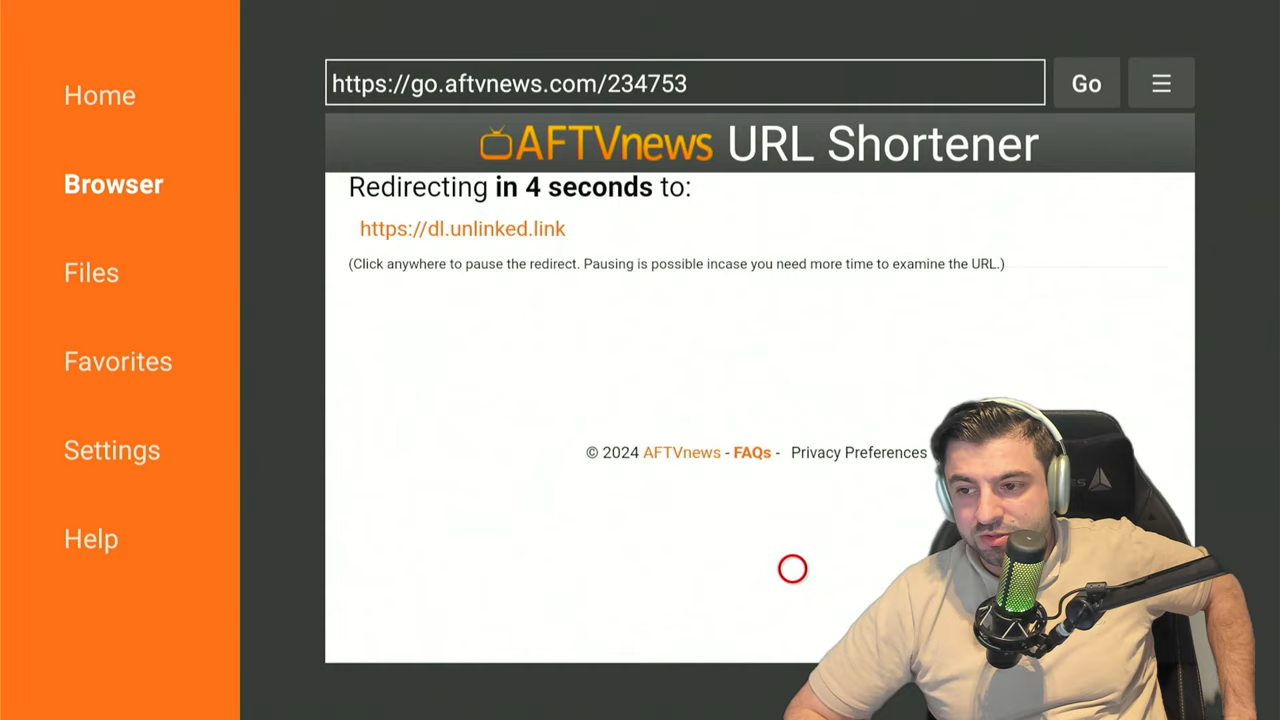 Home
Browser
Files
Favorites
Settings
Help
https://go.aftvnews.com/234753
Go
AFTVnews URL Shortener
Redirecting in 4 seconds to:
https://dl.unlinked.link
(Click anywhere to pause the redirect. Pausing is possible incase you need more time to examine the URL.)
© 2024 AFTVnews - FAQs - Privacy Preferences